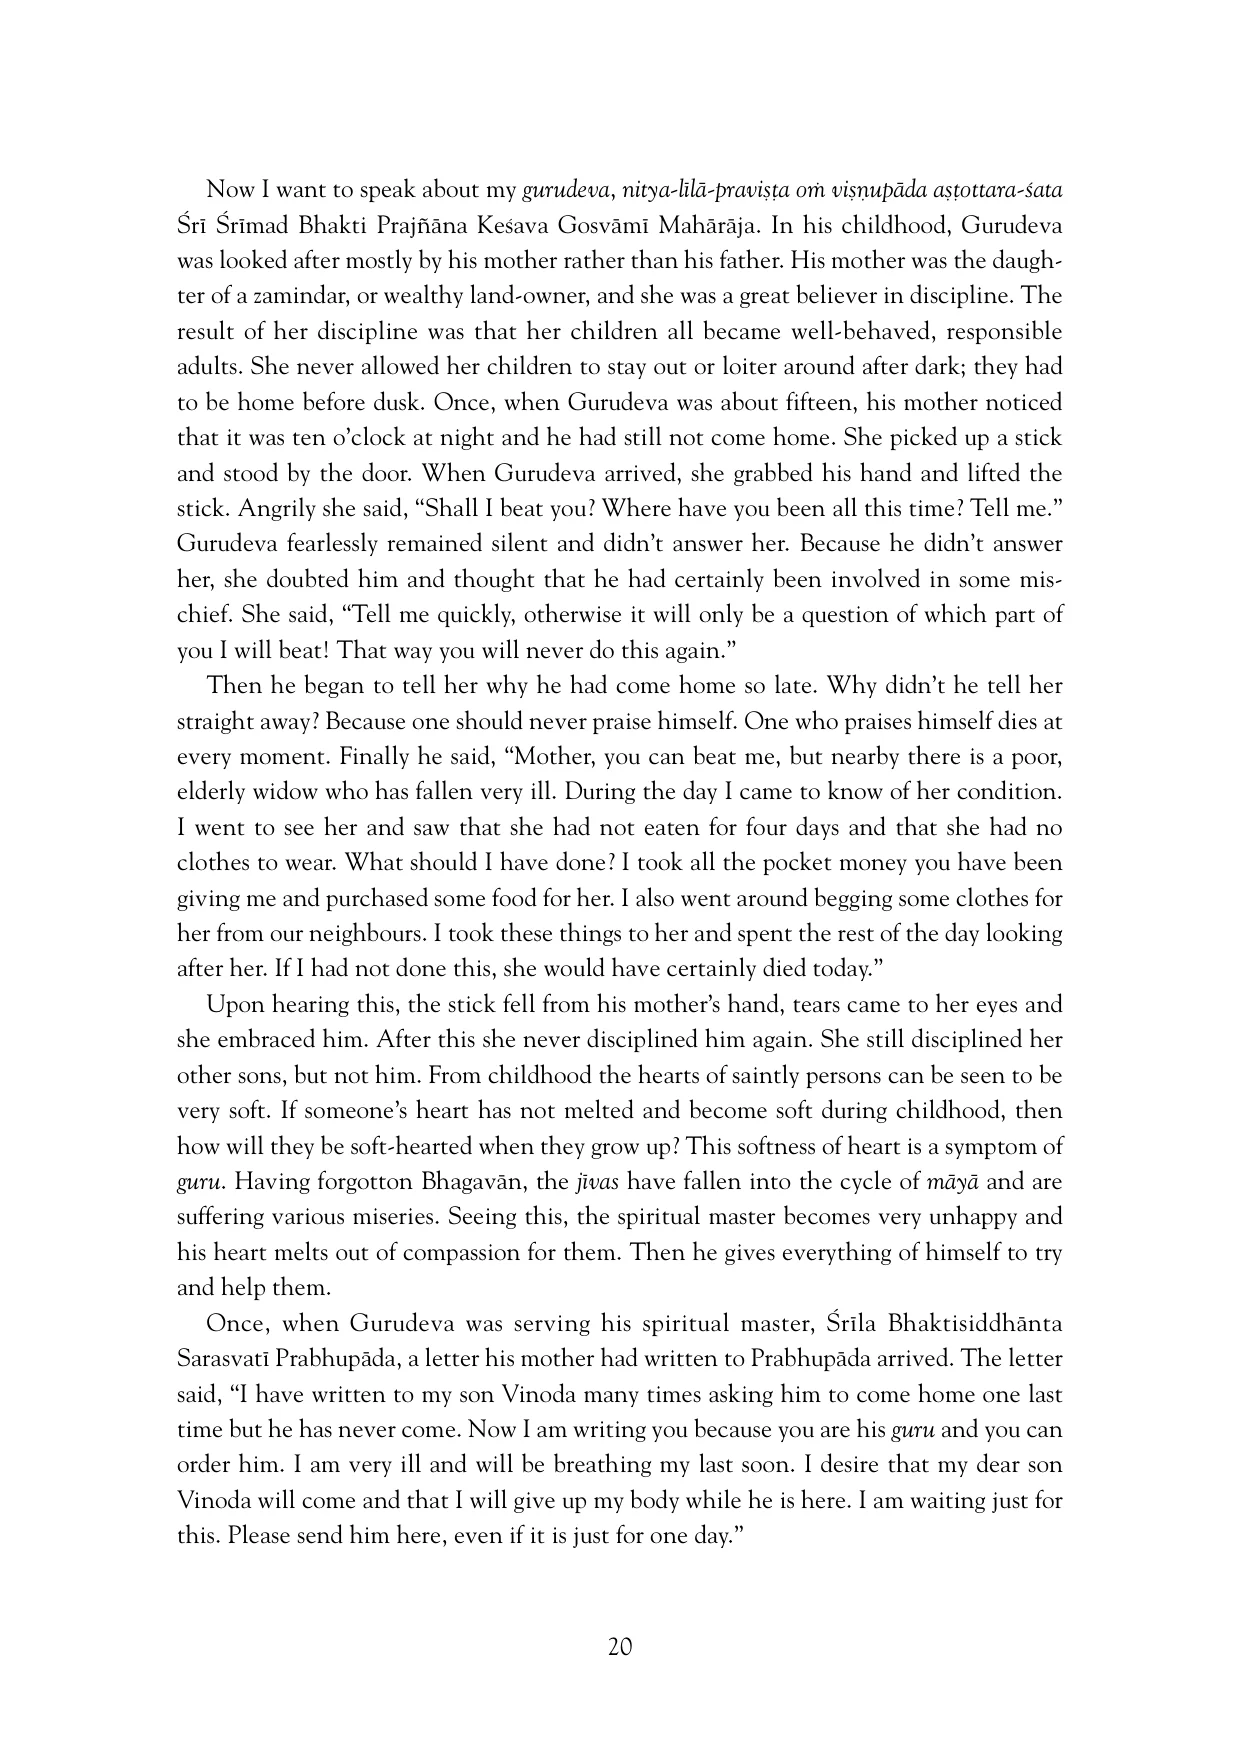 Now I want to speak about my gurudeva, nitya-līlā-praviṣṭa oṁ viṣṇupāda aṣṭottara-śata
Śrī Śrīmad Bhakti Prajñāna Keśava Gosvāmī Mahārāja. In his childhood, Gurudeva
was looked after mostly by his mother rather than his father. His mother was the daugh-
ter of a zamindar, or wealthy land-owner, and she was a great believer in discipline. The
result of her discipline was that her children all became well-behaved, responsible
adults. She never allowed her children to stay out or loiter around after dark; they had
to be home before dusk. Once, when Gurudeva was about fifteen, his mother noticed
that it was ten o’clock at night and he had still not come home. She picked up a stick
and stood by the door. When Gurudeva arrived, she grabbed his hand and lifted the
stick. Angrily she said, “Shall I beat you? Where have you been all this time? Tell me.”
Gurudeva fearlessly remained silent and didn’t answer her. Because he didn’t answer
her, she doubted him and thought that he had certainly been involved in some mis-
chief. She said, “Tell me quickly, otherwise it will only be a question of which part of
you I will beat! That way you will never do this again.”
Then he began to tell her why he had come home so late. Why didn’t he tell her
straight away? Because one should never praise himself. One who praises himself dies at
every moment. Finally he said, “Mother, you can beat me, but nearby there is a poor,
elderly widow who has fallen very ill. During the day I came to know of her condition.
I went to see her and saw that she had not eaten for four days and that she had no
clothes to wear. What should I have done? I took all the pocket money you have been
giving me and purchased some food for her. I also went around begging some clothes for
her from our neighbours. I took these things to her and spent the rest of the day looking
after her. If I had not done this, she would have certainly died today.”
Upon hearing this, the stick fell from his mother’s hand, tears came to her eyes and
she embraced him. After this she never disciplined him again. She still disciplined her
other sons, but not him. From childhood the hearts of saintly persons can be seen to be
very soft. If someone’s heart has not melted and become soft during childhood, then
how will they be soft-hearted when they grow up? This softness of heart is a symptom of
guru. Having forgotton Bhagavān, the jīvas have fallen into the cycle of māyā and are
suffering various miseries. Seeing this, the spiritual master becomes very unhappy and
his heart melts out of compassion for them. Then he gives everything of himself to try
and help them.
Once, when Gurudeva was serving his spiritual master, Śrīla Bhaktisiddhānta
Sarasvatī Prabhupāda, a letter his mother had written to Prabhupāda arrived. The letter
said, “I have written to my son Vinoda many times asking him to come home one last
time but he has never come. Now I am writing you because you are his guru and you can
order him. I am very ill and will be breathing my last soon. I desire that my dear son
Vinoda will come and that I will give up my body while he is here. I am waiting just for
this. Please send him here, even if it is just for one day.”
20